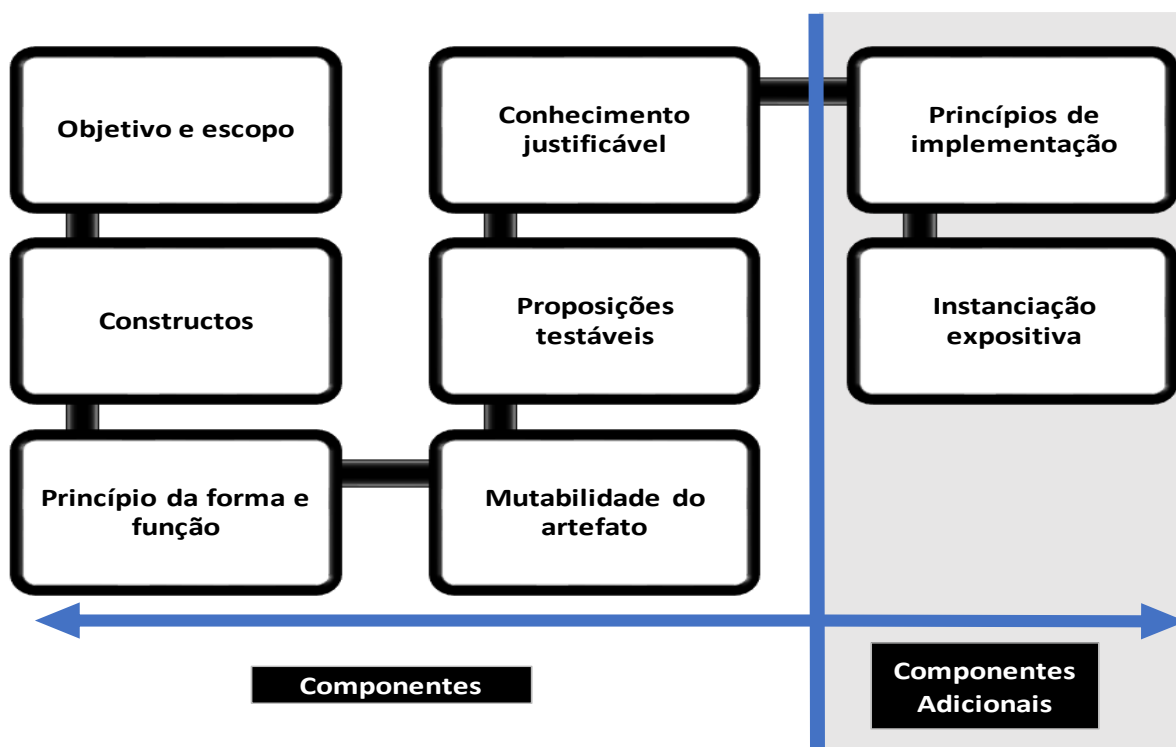 Objetivo e escopo
Constructos
Princípio da forma e
função
Mutabilidade do
artefato
Proposições
testáveis
Conhecimento
justificável
Princípios de
implementação
Instanciação
expositiva
Componentes
Componentes
Adicionais